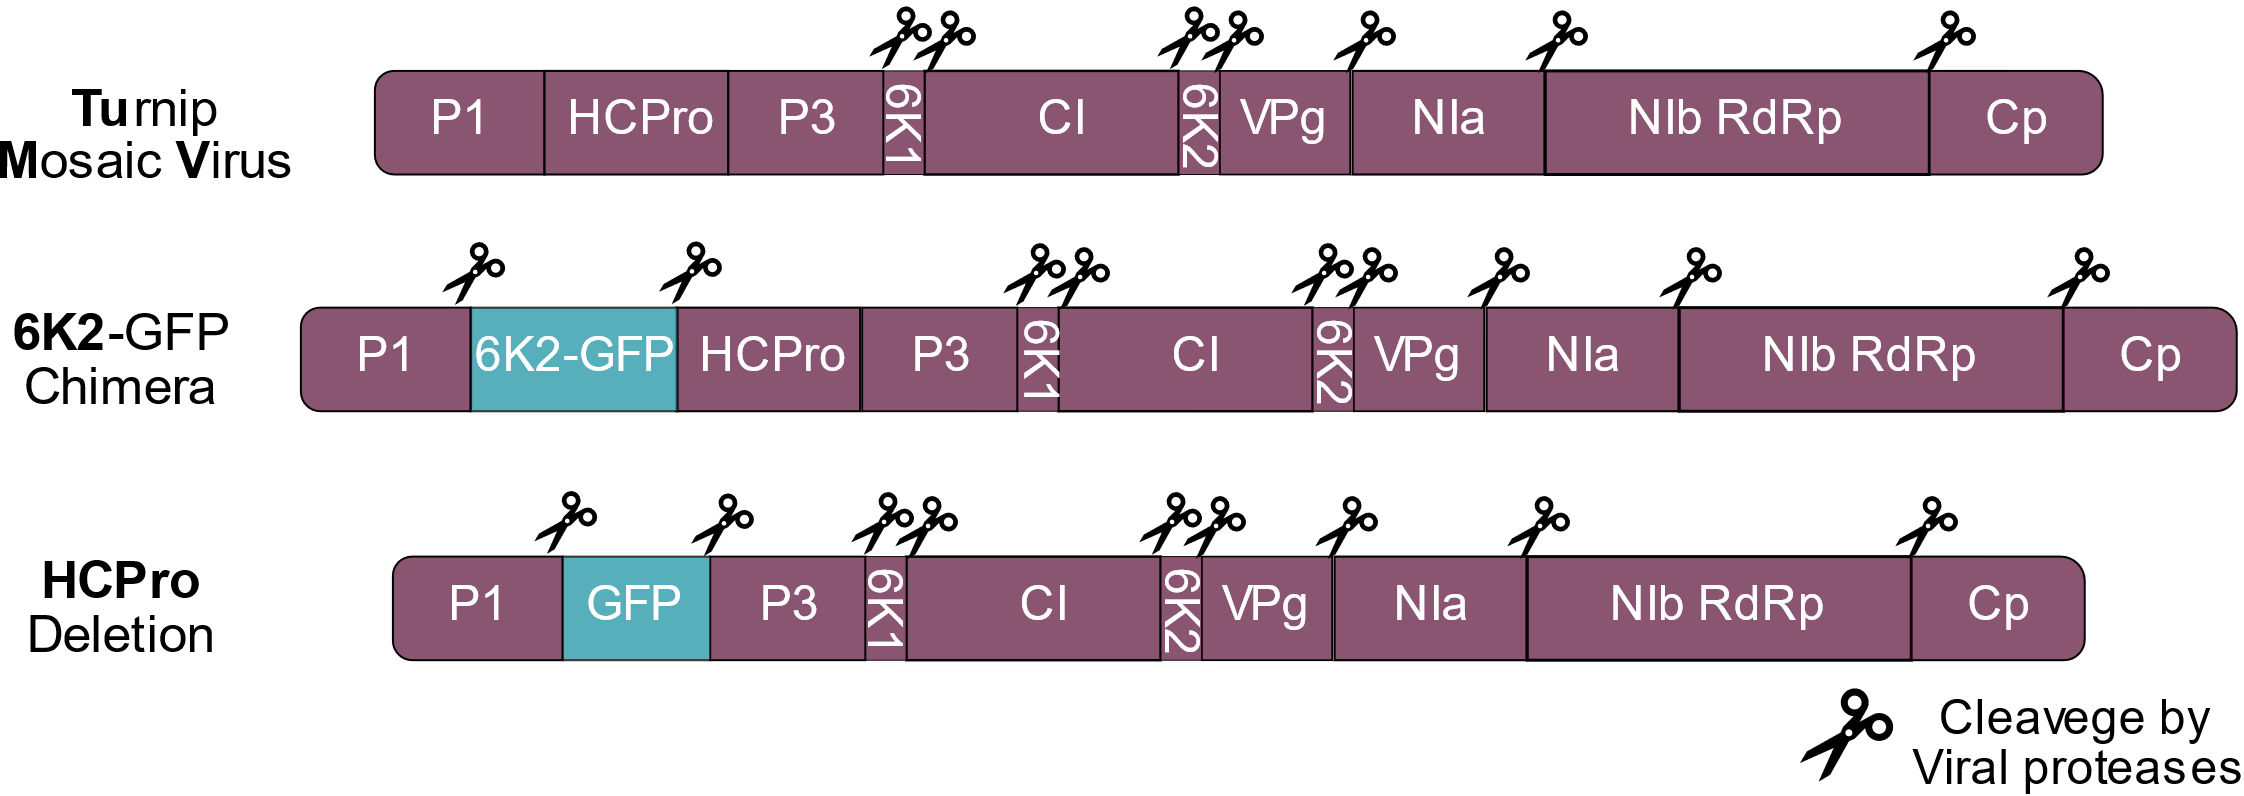 Turnip
Mosaic Virus
P1 HCPro P3 6K1 CI 6K2 VPg NIa NIb RdRp Cp
6K2-GFP
Chimera
P1 6K2-GFP HCPro P3 6K1 CI 6K2 VPg NIa NIb RdRp Cp
HCPro
Deletion
P1 GFP P3 6K1 CI 6K2 VPg NIa NIb RdRp Cp
Cleavege by
Viral proteases